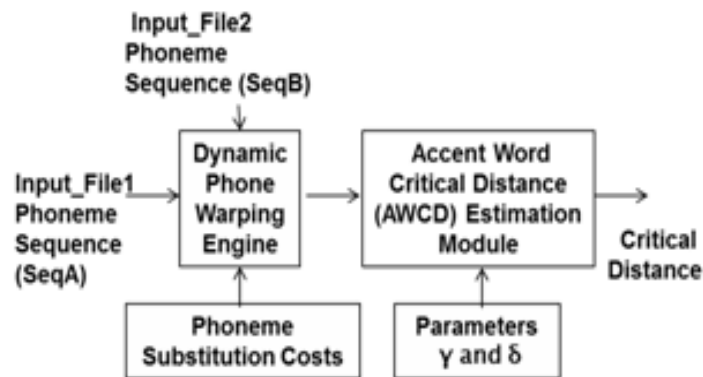 Input_File2
Phoneme
Sequence (SeqB)
Input_File1
Phoneme
Sequence
(SeqA)
Dynamic
Phone
Warping
Engine
Accent Word
Critical Distance
(AWCD) Estimation
Module
Critical
Distance
Phoneme
Substitution Costs
Parameters
γ and δ